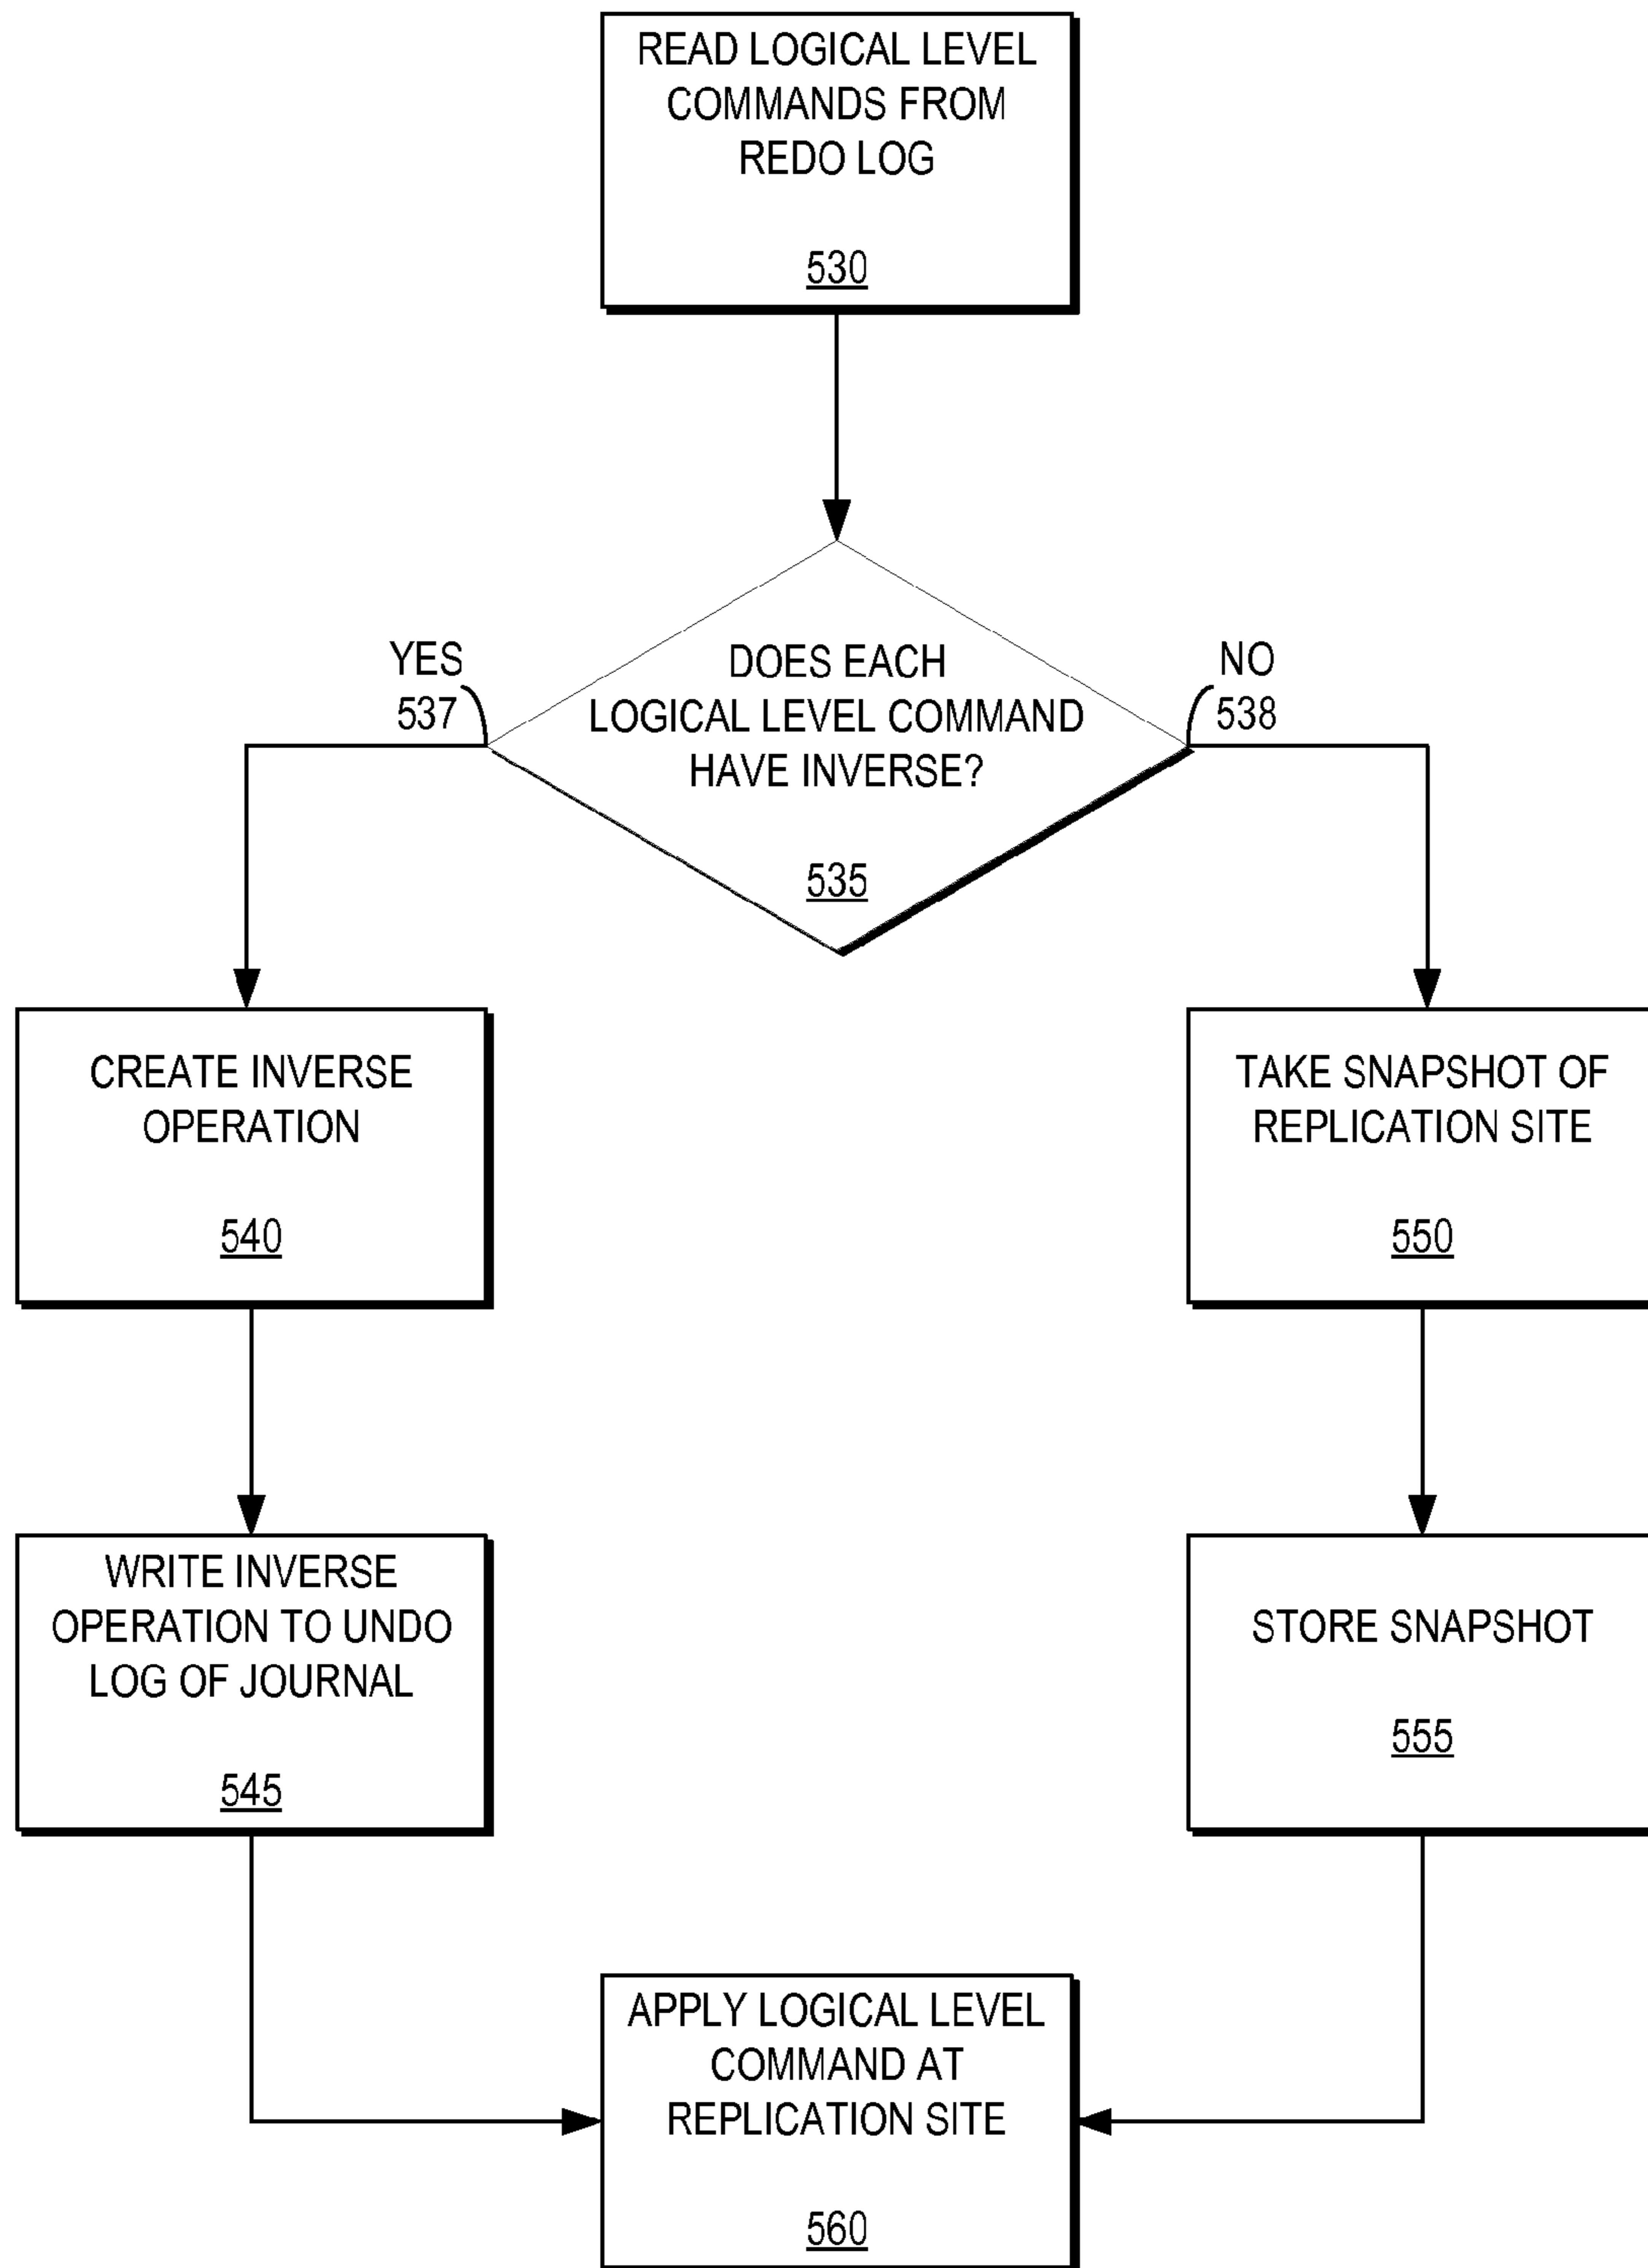 READ LOGICAL LEVEL
COMMANDS FROM
REDO LOG
530
YES
537
DOES EACH
LOGICAL LEVEL COMMAND
HAVE INVERSE?
535
NO
538
CREATE INVERSE
OPERATION
540
TAKE SNAPSHOT OF
REPLICATION SITE
550
WRITE INVERSE
OPERATION TO UNDO
LOG OF JOURNAL
545
STORE SNAPSHOT
555
APPLY LOGICAL LEVEL
COMMAND AT
REPLICATION SITE
560